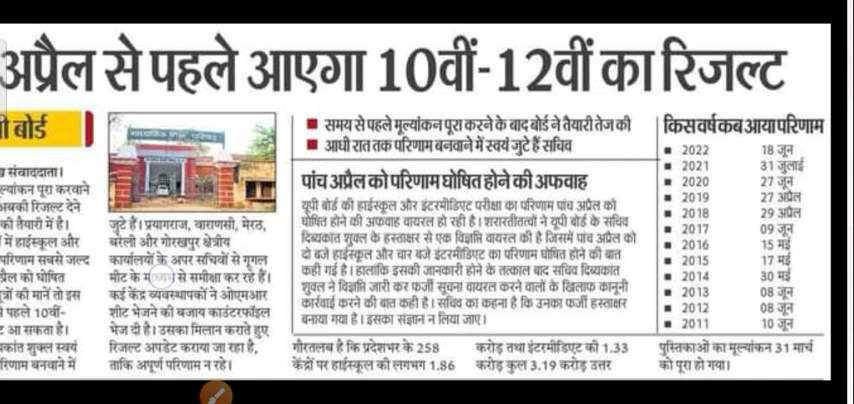 अप्रैल से पहले आएगा 10वीं-12वीं का रिजल्ट
बोर्ड
संवाददाता।
पूरा करवाने
अबकी रिजल्ट देने
की तैयारी में है।
में हाईस्कूल और
परिणाम सबसे जल्द
को घोषित
की मानें तो इस
पहले 10वीं-
आ सकता है।
शुक्ल स्वयं
बनवाने में
माध्यमिक शिक्षा परिषद्
जुटे हैं। प्रयागराज, वाराणसी, मेरठ,
बरेली और गोरखपुर क्षेत्रीय
कार्यालयों के अपर सचिवों से गूगल
मीट के माध्यम से समीक्षा कर रहे हैं।
कई केंद्र व्यवस्थापकों ने ओएमआर
शीट भेजने की बजाय काउंटरफॉइल
भेज दी है। उसका मिलान कराते हुए
रिजल्ट अपडेट कराया जा रहा है,
ताकि अपूर्ण परिणाम न रहे।
■ समय से पहले मूल्यांकन पूरा करने के बाद बोर्ड ने तैयारी तेज की
■ आधी रात तक परिणाम बनवाने में स्वयं जुटे हैं सचिव
पांच अप्रैल को परिणाम घोषित होने की अफवाह
यूपी बोर्ड की हाईस्कूल और इंटरमीडिएट परीक्षा का परिणाम पांच अप्रैल को
घोषित होने की अफवाह वायरल हो रही है। शरारतीतत्वों ने यूपी बोर्ड के सचिव
दिब्यकांत शुक्ल के हस्ताक्षर से एक विज्ञप्ति वायरल की है जिसमें पांच अप्रैल को
दो बजे हाईस्कूल और चार बजे इंटरमीडिएट का परिणाम घोषित होने की बात
कही गई है। हालांकि इसकी जानकारी होने के तत्काल बाद सचिव दिब्यकांत
शुक्ल ने विज्ञप्ति जारी कर फर्जी सूचना वायरल करने वालों के खिलाफ कानूनी
कार्रवाई करने की बात कही है। सचिव का कहना है कि उनका फर्जी हस्ताक्षर
बनाया गया है। इसका संज्ञान न लिया जाए।
गौरतलब है कि प्रदेशभर के 258
केंद्रों पर हाईस्कूल की लगभग 1.86
करोड़ तथा इंटरमीडिएट की 1.33
करोड़ कुल 3.19 करोड़ उत्तर
पुस्तिकाओं का मूल्यांकन 31 मार्च
को पूरा हो गया।
किस वर्ष कब आया परिणाम
■ 2022 18 जून
■ 2021 31 जुलाई
■ 2020 27 जून
■ 2019 27 अप्रैल
■ 2018 29 अप्रैल
■ 2017 09 जून
■ 2016 15 मई
■ 2015 17 मई
■ 2014 30 मई
■ 2013 08 जून
■ 2012 08 जून
■ 2011 10 जून